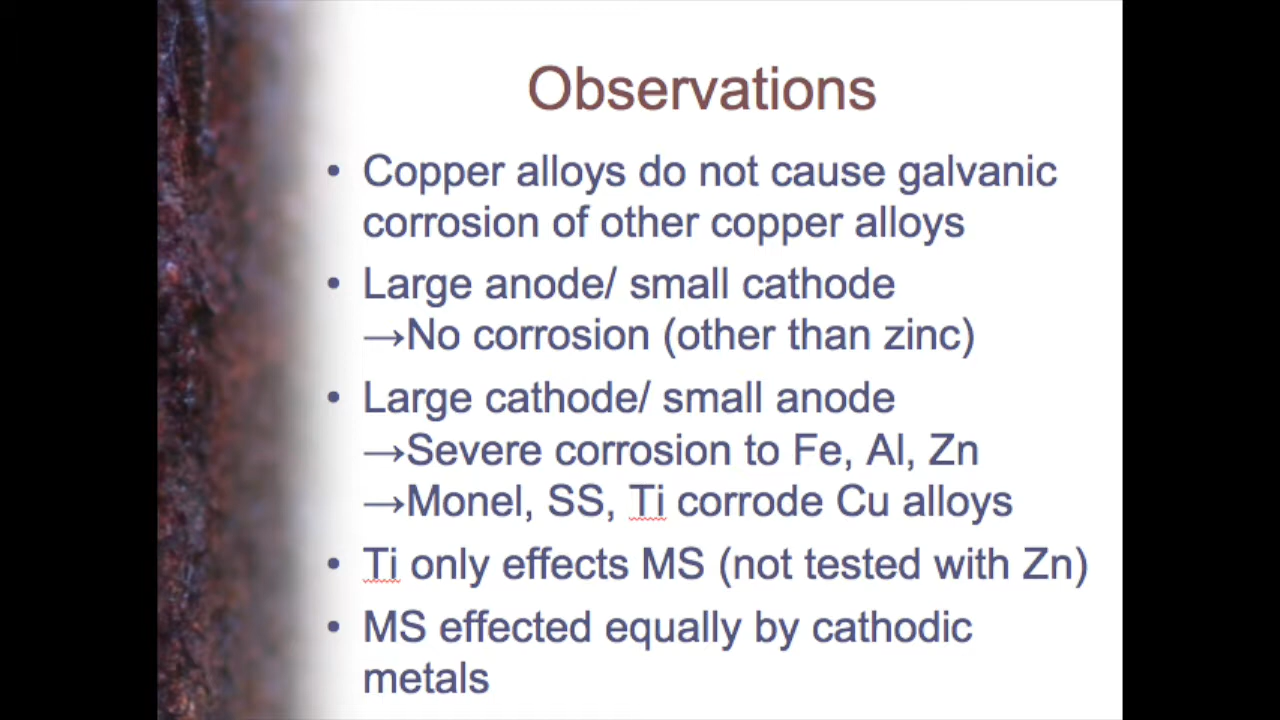 Observations
• Copper alloys do not cause galvanic
corrosion of other copper alloys
• Large anode/ small cathode
→No corrosion (other than zinc)
• Large cathode/ small anode
→Severe corrosion to Fe, Al, Zn
→Monel, SS, Ti corrode Cu alloys
• Ti only effects MS (not tested with Zn)
• MS effected equally by cathodic
metals